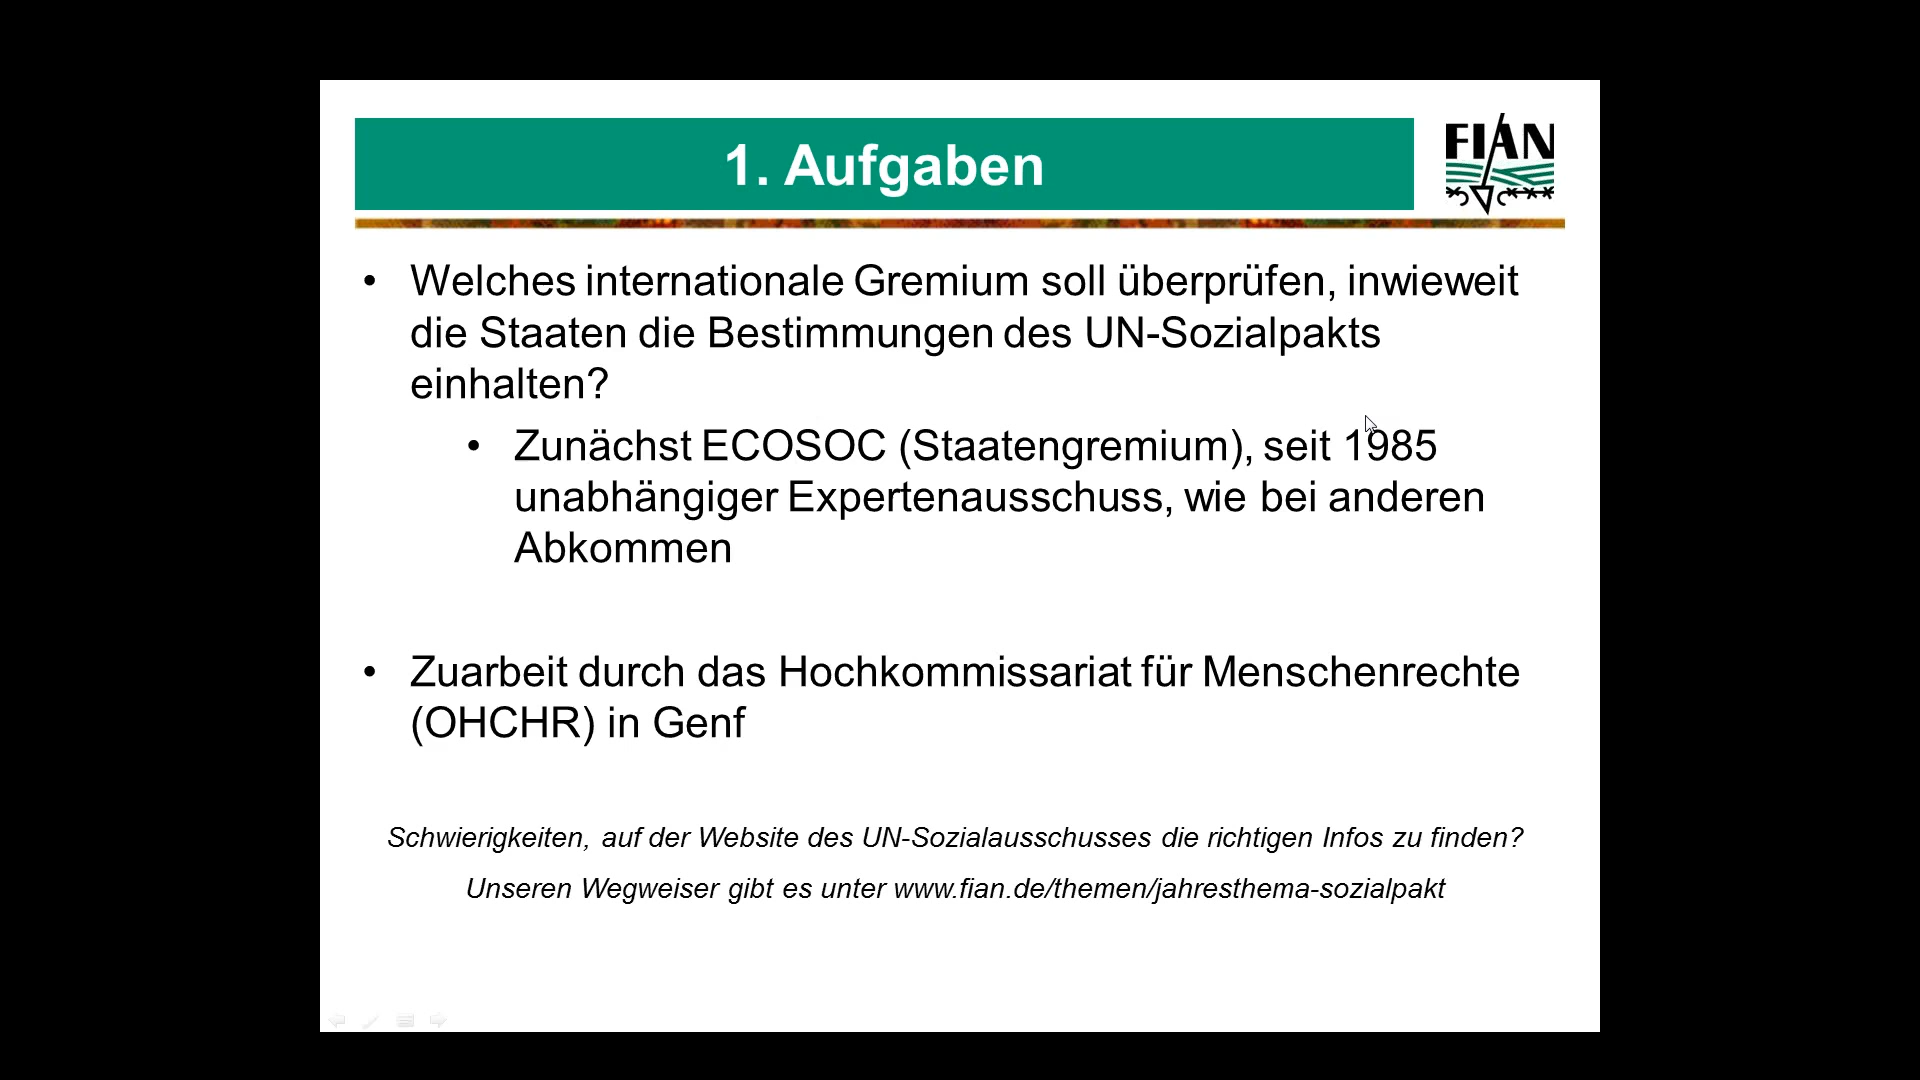 1. Aufgaben
FIAN
• Welches internationale Gremium soll überprüfen, inwieweit
die Staaten die Bestimmungen des UN-Sozialpakts
einhalten?
• Zunächst ECOSOC (Staatengremium), seit 1985
unabhängiger Expertenausschuss, wie bei anderen
Abkommen
• Zuarbeit durch das Hochkommissariat für Menschenrechte
(OHCHR) in Genf
Schwierigkeiten, auf der Website des UN-Sozialausschusses die richtigen Infos zu finden?
Unseren Wegweiser gibt es unter www.fian.de/themen/jahresthema-sozialpakt